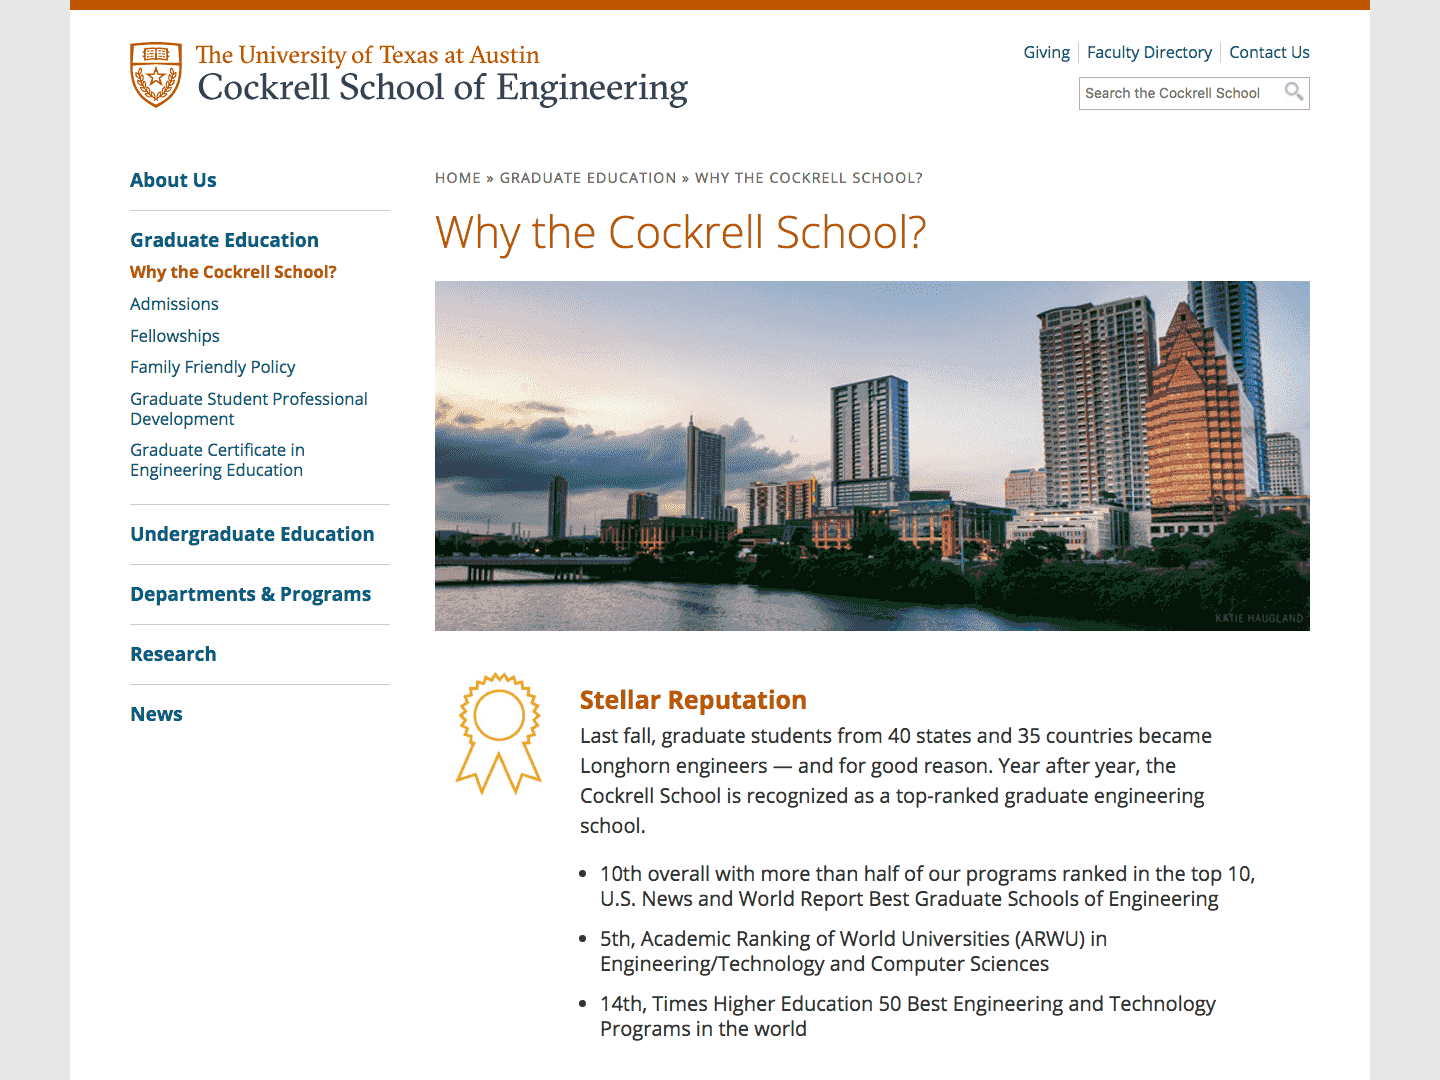 The University of Texas at Austin
Cockrell School of Engineering
Giving
Faculty Directory
Contact Us
Search the Cockrell School
About Us
Graduate Education
Why the Cockrell School?
Admissions
Fellowships
Family Friendly Policy
Graduate Student Professional
Development
Graduate Certificate in
Engineering Education
Undergraduate Education
Departments & Programs
Research
News
HOME » GRADUATE EDUCATION » WHY THE COCKRELL SCHOOL?
Why the Cockrell School?
KATIE HAUGLAND
Stellar Reputation
Last fall, graduate students from 40 states and 35 countries became
Longhorn engineers — and for good reason. Year after year, the
Cockrell School is recognized as a top-ranked graduate engineering
school.
• 10th overall with more than half of our programs ranked in the top 10,
U.S. News and World Report Best Graduate Schools of Engineering
• 5th, Academic Ranking of World Universities (ARWU) in
Engineering/Technology and Computer Sciences
• 14th, Times Higher Education 50 Best Engineering and Technology
Programs in the world